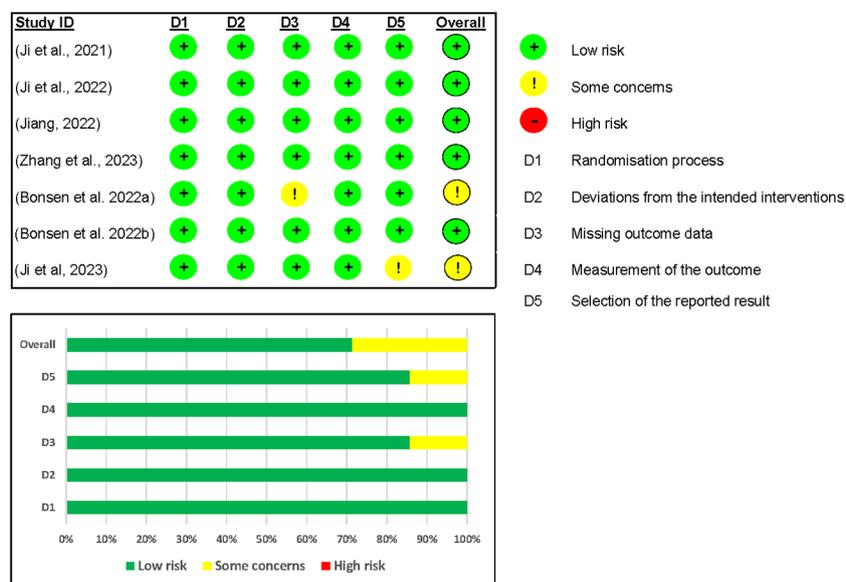 Study ID D1 D2 D3 D4 D5 Overall
(Ji et al., 2021) + + + + + +
(Ji et al., 2022) + + + + + +
(Jiang, 2022) + + + + + +
(Zhang et al., 2023) + + + + + +
(Bonsen et al. 2022a) + + ! + + !
(Bonsen et al. 2022b) + + + + + +
(Ji et al, 2023) + + + + ! !
+ Low risk
! Some concerns
- High risk
D1 Randomisation process
D2 Deviations from the intended interventions
D3 Missing outcome data
D4 Measurement of the outcome
D5 Selection of the reported result
Overall
D5
D4
D3
D2
D1
0% 10% 20% 30% 40% 50% 60% 70% 80% 90% 100%
Low risk Some concerns High risk